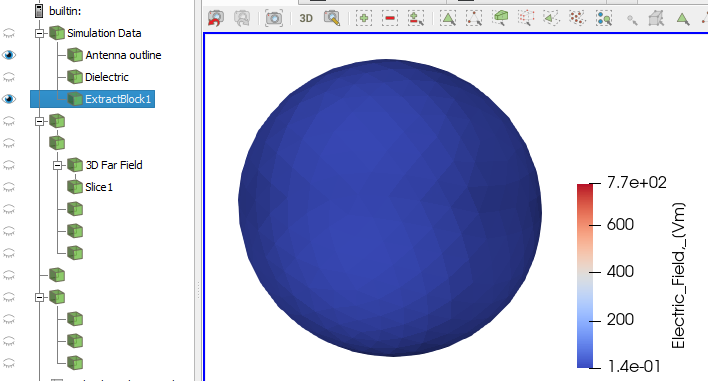 builtin:
Simulation Data
Antenna outline
Dielectric
ExtractBlock1
3D Far Field
Slice1
3D
7.7e+02
600
400
200
1.4e-01
Electric_Field,_(Vm)